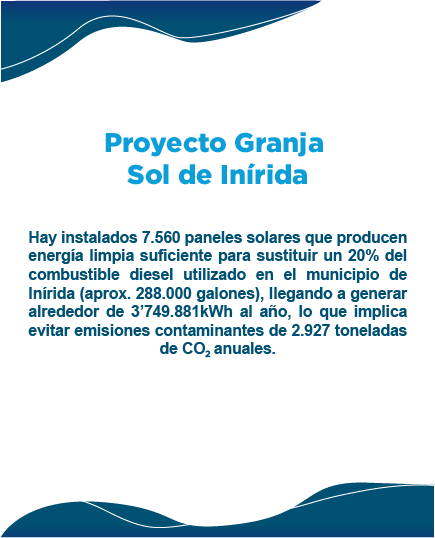 Proyecto Granja
Sol de Inírida
Hay instalados 7.560 paneles solares que producen
energía limpia suficiente para sustituir un 20% del
combustible diesel utilizado en el municipio de
Inírida (aprox. 288.000 galones), llegando a generar
alrededor de 3’749.881kWh al año, lo que implica
evitar emisiones contaminantes de 2.927 toneladas
de CO₂ anuales.